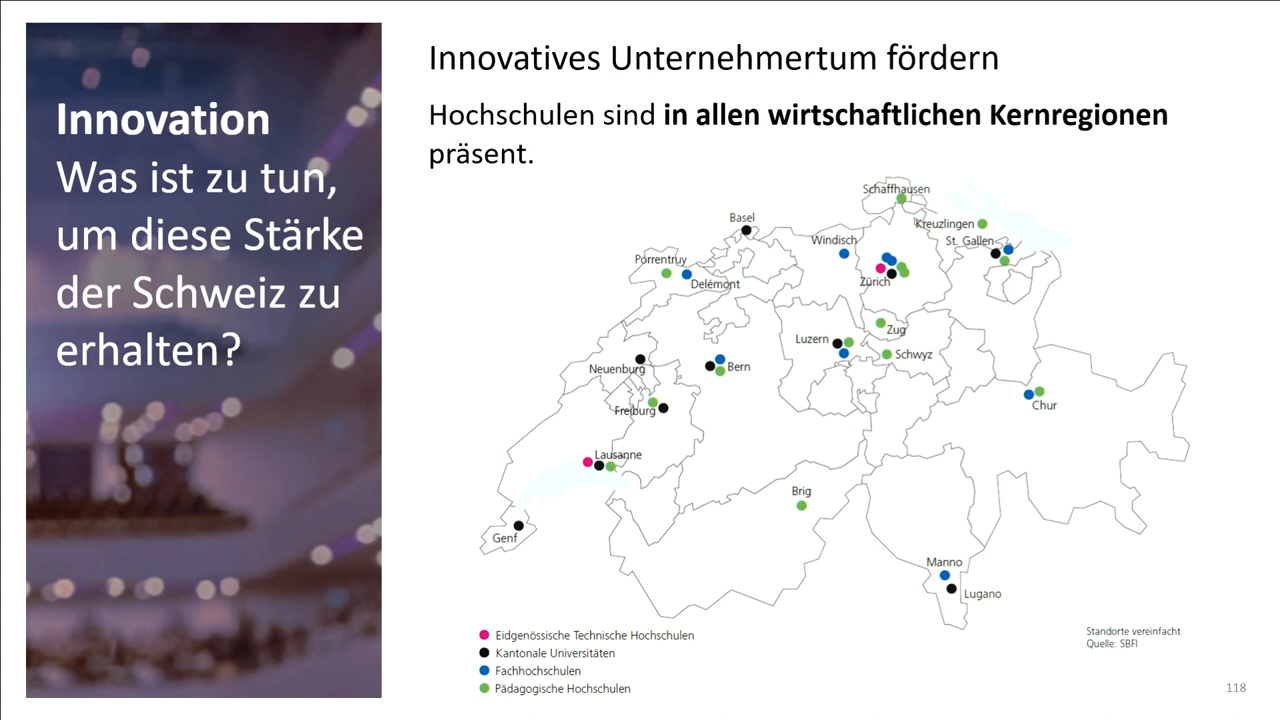 Innovation
Was ist zu tun,
um diese Stärke
der Schweiz zu
erhalten?
Innovatives Unternehmertum fördern
Hochschulen sind in allen wirtschaftlichen Kernregionen
präsent.
Schaffhausen
Basel
Kreuzlingen
Windisch
St. Gallen
Porrentruy
Delémont
Zürich
Zug
Luzern
Schwyz
Neuenburg
Bern
Chur
Freiburg
Lausanne
Brig
Genf
Manno
Lugano
Eidgenössische Technische Hochschulen
Kantonale Universitäten
Fachhochschulen
Pädagogische Hochschulen
Standorte vereinfacht
Quelle: SBFI
118